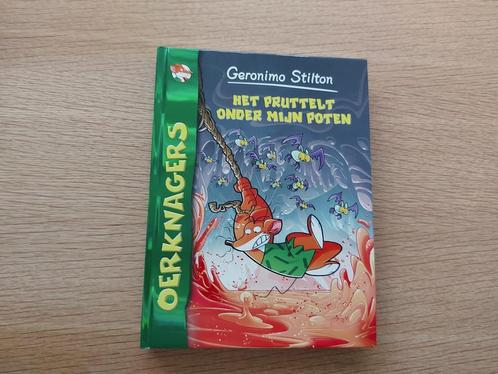 Geronimo Stilton
HET PRUTTELT
ONDER MIJN POTEN
OERKNAGERS